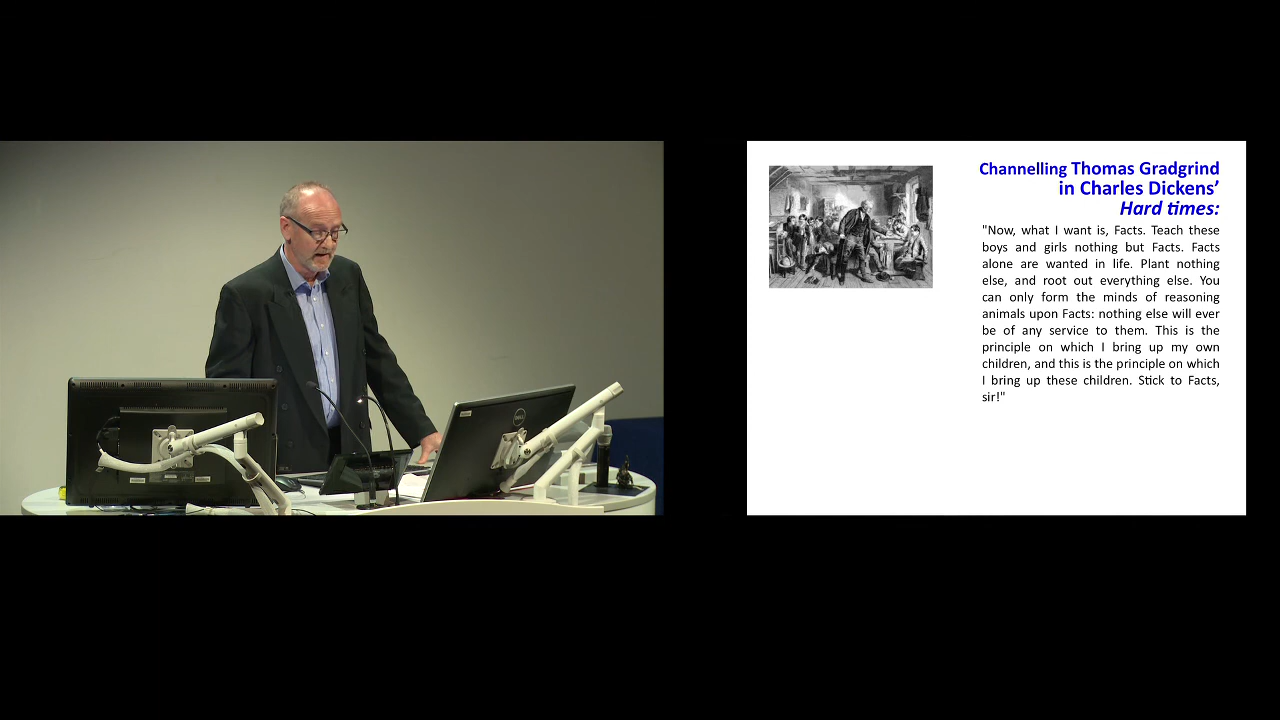 Channelling Thomas Gradgrind
in Charles Dickens’
Hard times:
"Now, what I want is, Facts. Teach these
boys and girls nothing but Facts. Facts
alone are wanted in life. Plant nothing
else, and root out everything else. You
can only form the minds of reasoning
animals upon Facts: nothing else will ever
be of any service to them. This is the
principle on which I bring up my own
children, and this is the principle on which
I bring up these children. Stick to Facts,
sir!"
DELL